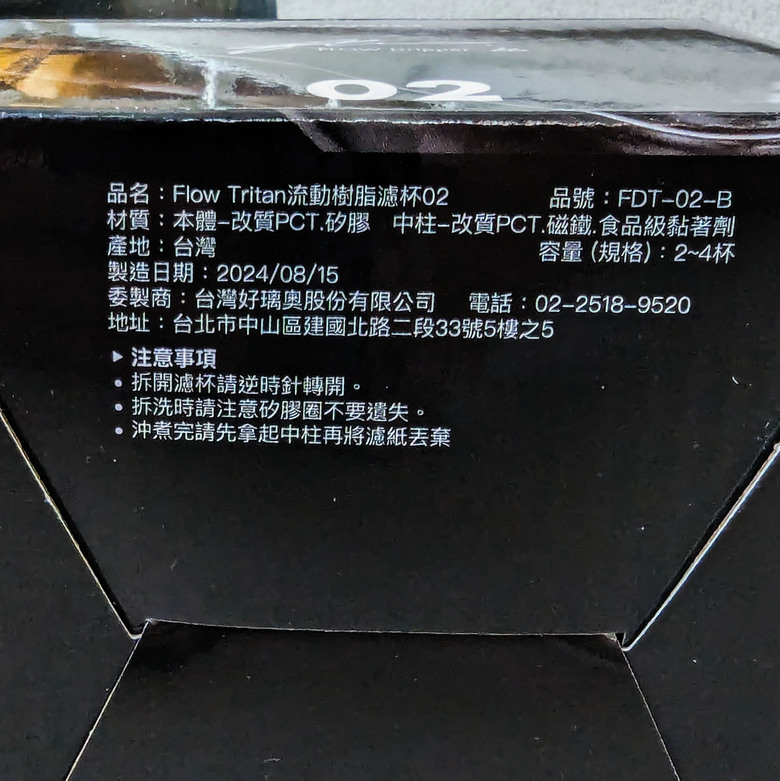 02
品名：Flow Tritan流動樹脂濾杯02 品號：FDT-02-B
材質：本體-改質PCT.矽膠 中柱-改質PCT.磁鐵.食品級黏著劑
產地：台灣 容量 (規格)：2~4杯
製造日期：2024/08/15
委製商：台灣好璃奧股份有限公司 電話：02-2518-9520
地址：台北市中山區建國北路二段33號5樓之5
▶ 注意事項
• 拆開濾杯請逆時針轉開。
• 拆洗時請注意矽膠圈不要遺失。
• 沖煮完請先拿起中柱再將濾紙丟棄